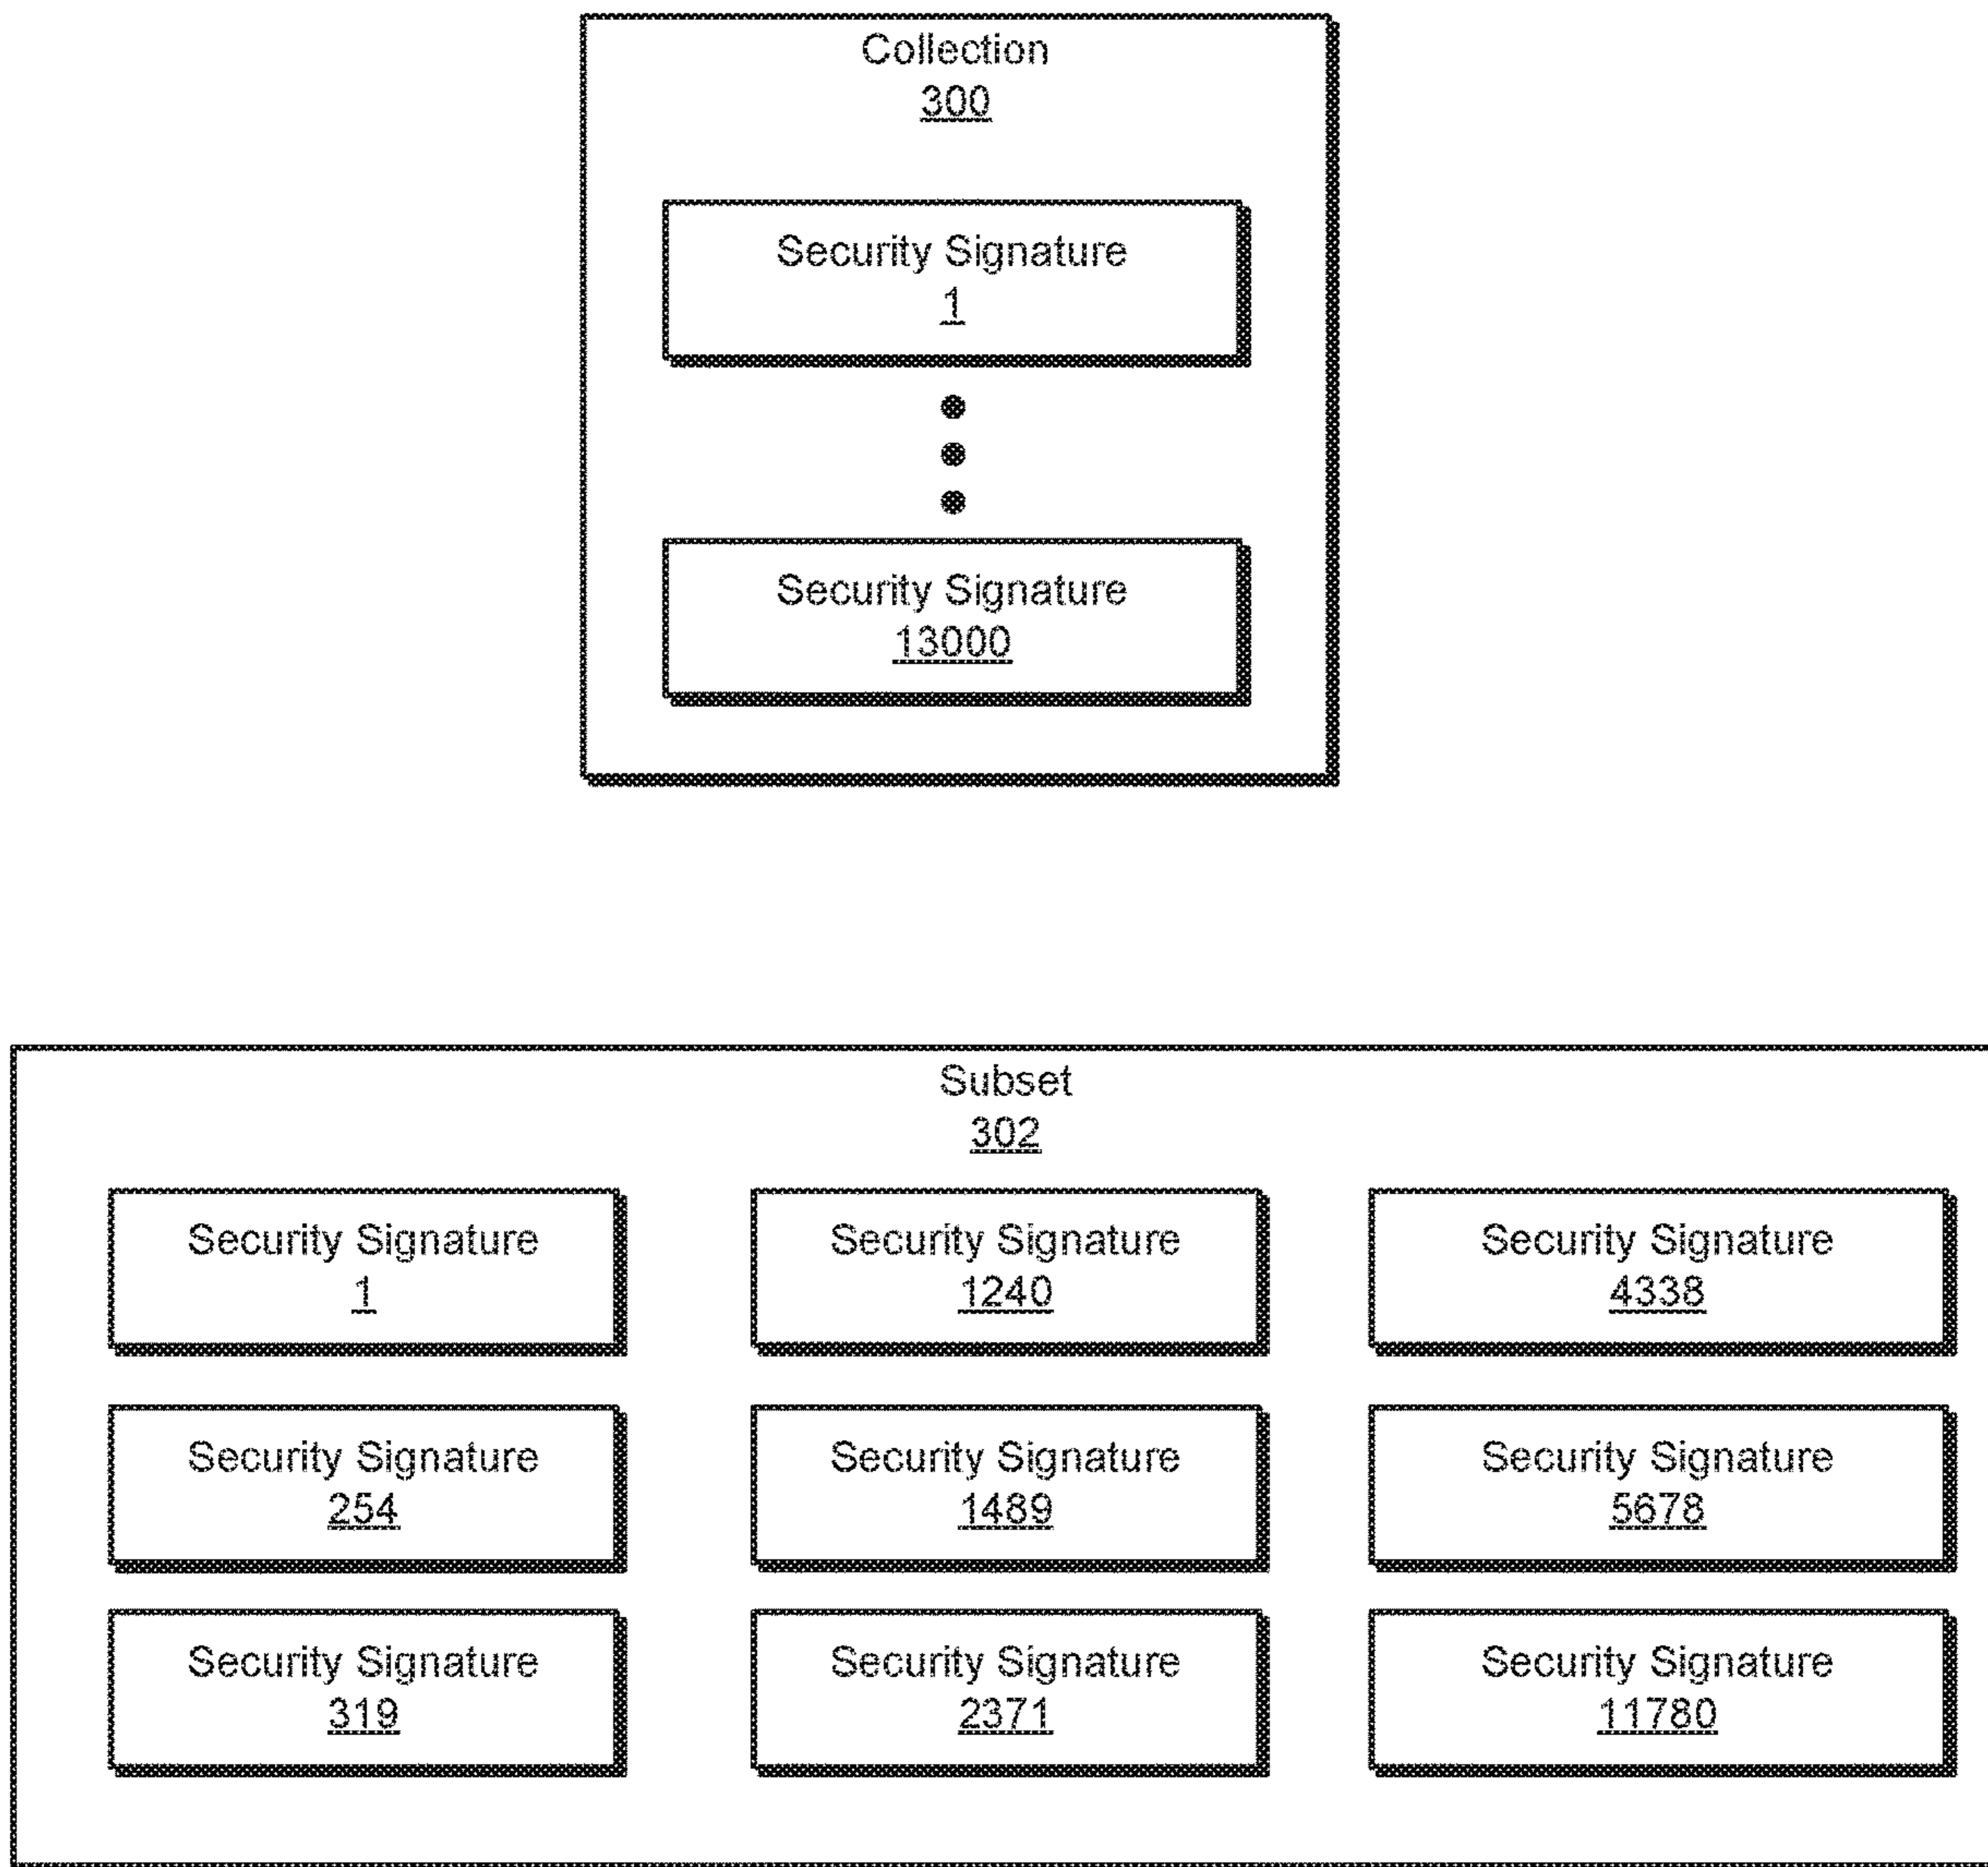 Collection
300
Security Signature
1
Security Signature
13000
Subset
302
Security Signature
1
Security Signature
1240
Security Signature
4338
Security Signature
254
Security Signature
1489
Security Signature
5678
Security Signature
319
Security Signature
2371
Security Signature
11780